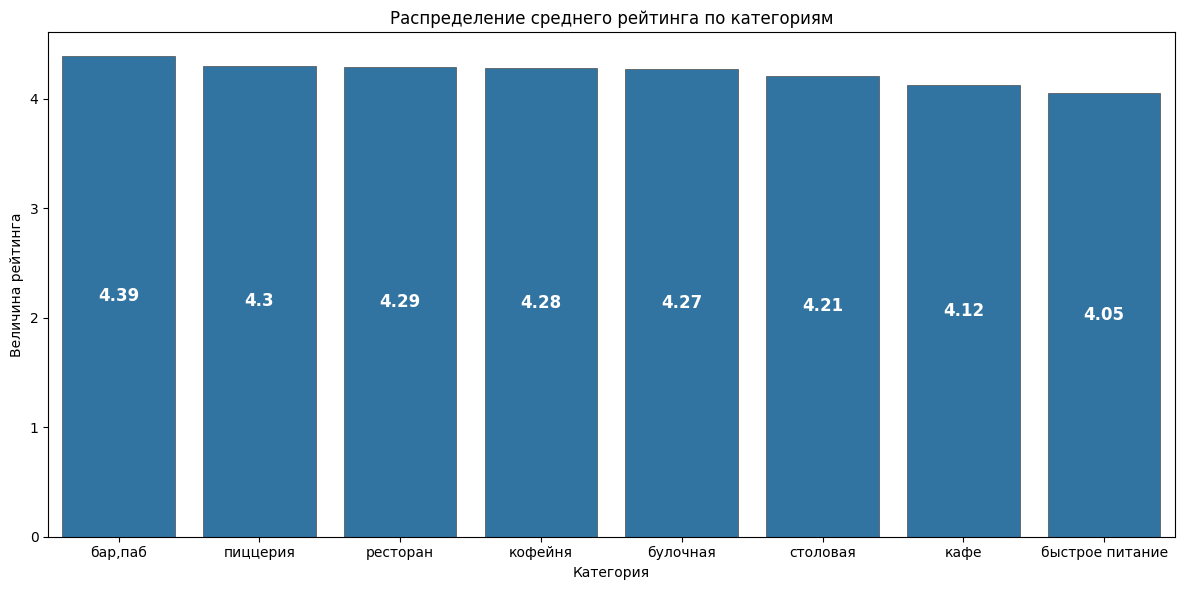 Распределение среднего рейтинга по категориям
Величина рейтинга
4
3
2
1
0
4.39
4.3
4.29
4.28
4.27
4.21
4.12
4.05
бар,паб
пиццерия
ресторан
кофейня
булочная
столовая
кафе
быстрое питание
Категория